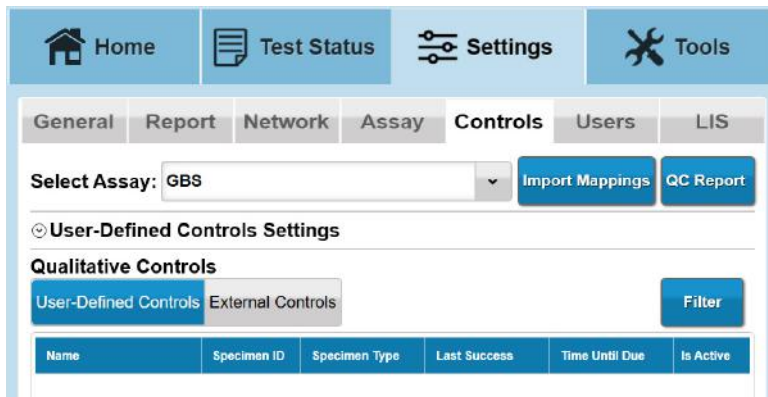 Home Test Status Settings Tools
General Report Network Assay Controls Users LIS
Select Assay: GBS Import Mappings QC Report
User-Defined Controls Settings
Qualitative Controls
User-Defined Controls External Controls Filter
Name Specimen ID Specimen Type Last Success Time Until Due Is Active